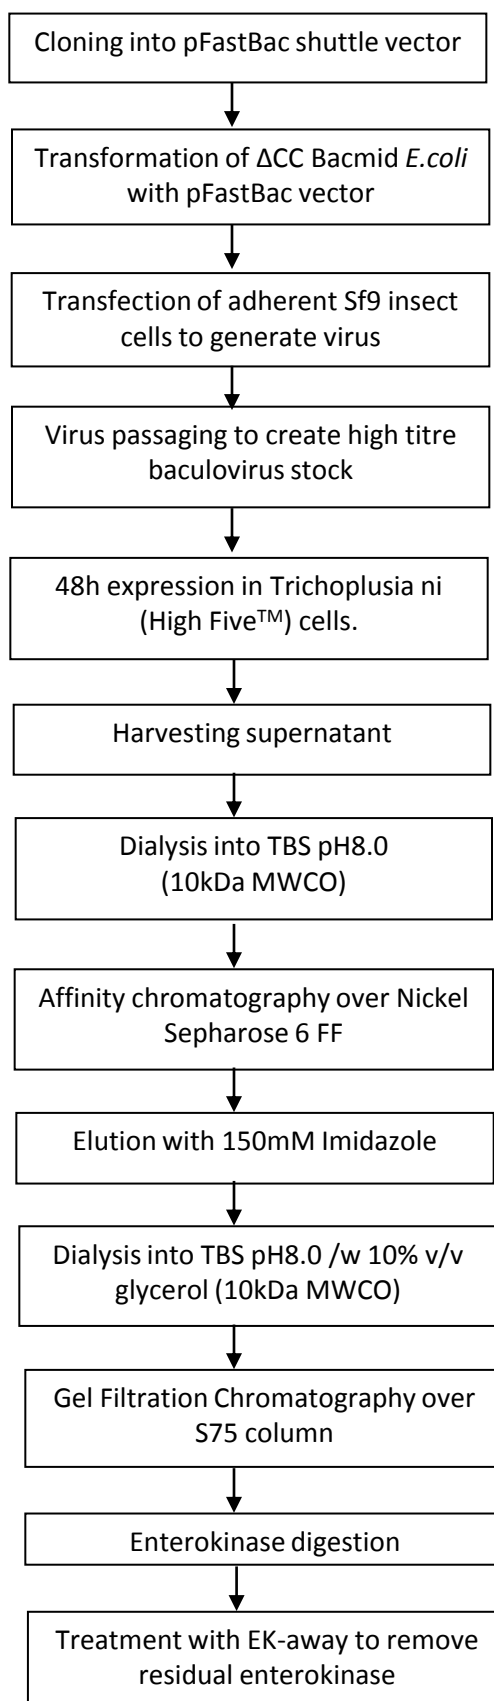 Cloning into pFastBac shuttle vector
Transformation of ΔCC Bacmid E.coli
with pFastBac vector
Transfection of adherent Sf9 insect
cells to generate virus
Virus passaging to create high titre
baculovirus stock
48h expression in Trichoplusia ni
(High Five™) cells.
Harvesting supernatant
Dialysis into TBS pH8.0
(10kDa MWCO)
Affinity chromatography over Nickel
Sepharose 6 FF
Elution with 150mM Imidazole
Dialysis into TBS pH8.0 /w 10% v/v
glycerol (10kDa MWCO)
Gel Filtration Chromatography over
S75 column
Enterokinase digestion
Treatment with EK-away to remove
residual enterokinase